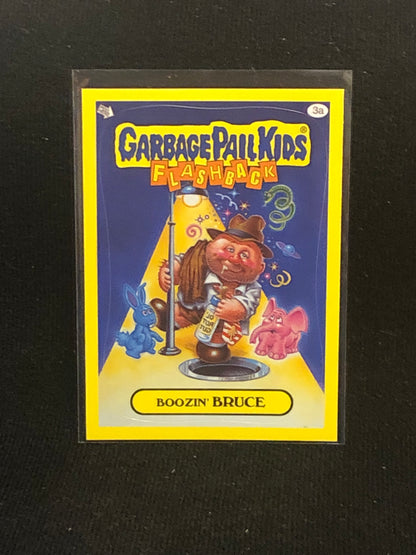 3a
GARBAGE PAIL KIDS®
FLASHBACK
BOOZIN' BRUCE